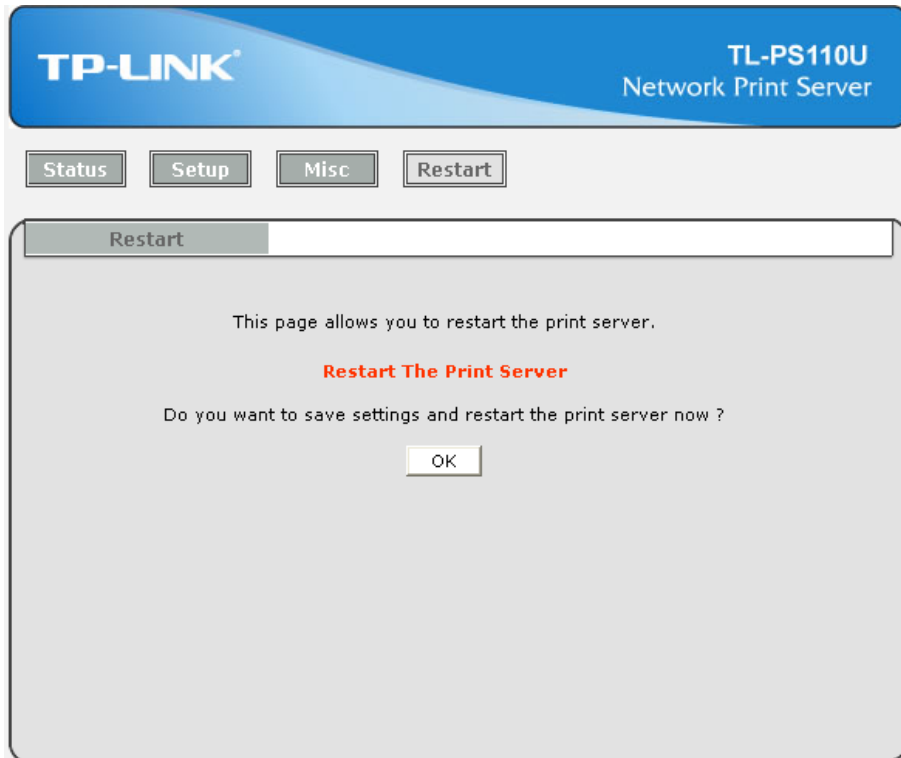 TP-LINK®
TL-PS110U
Network Print Server
Status Setup Misc Restart
Restart
This page allows you to restart the print server.
Restart The Print Server
Do you want to save settings and restart the print server now ?
OK